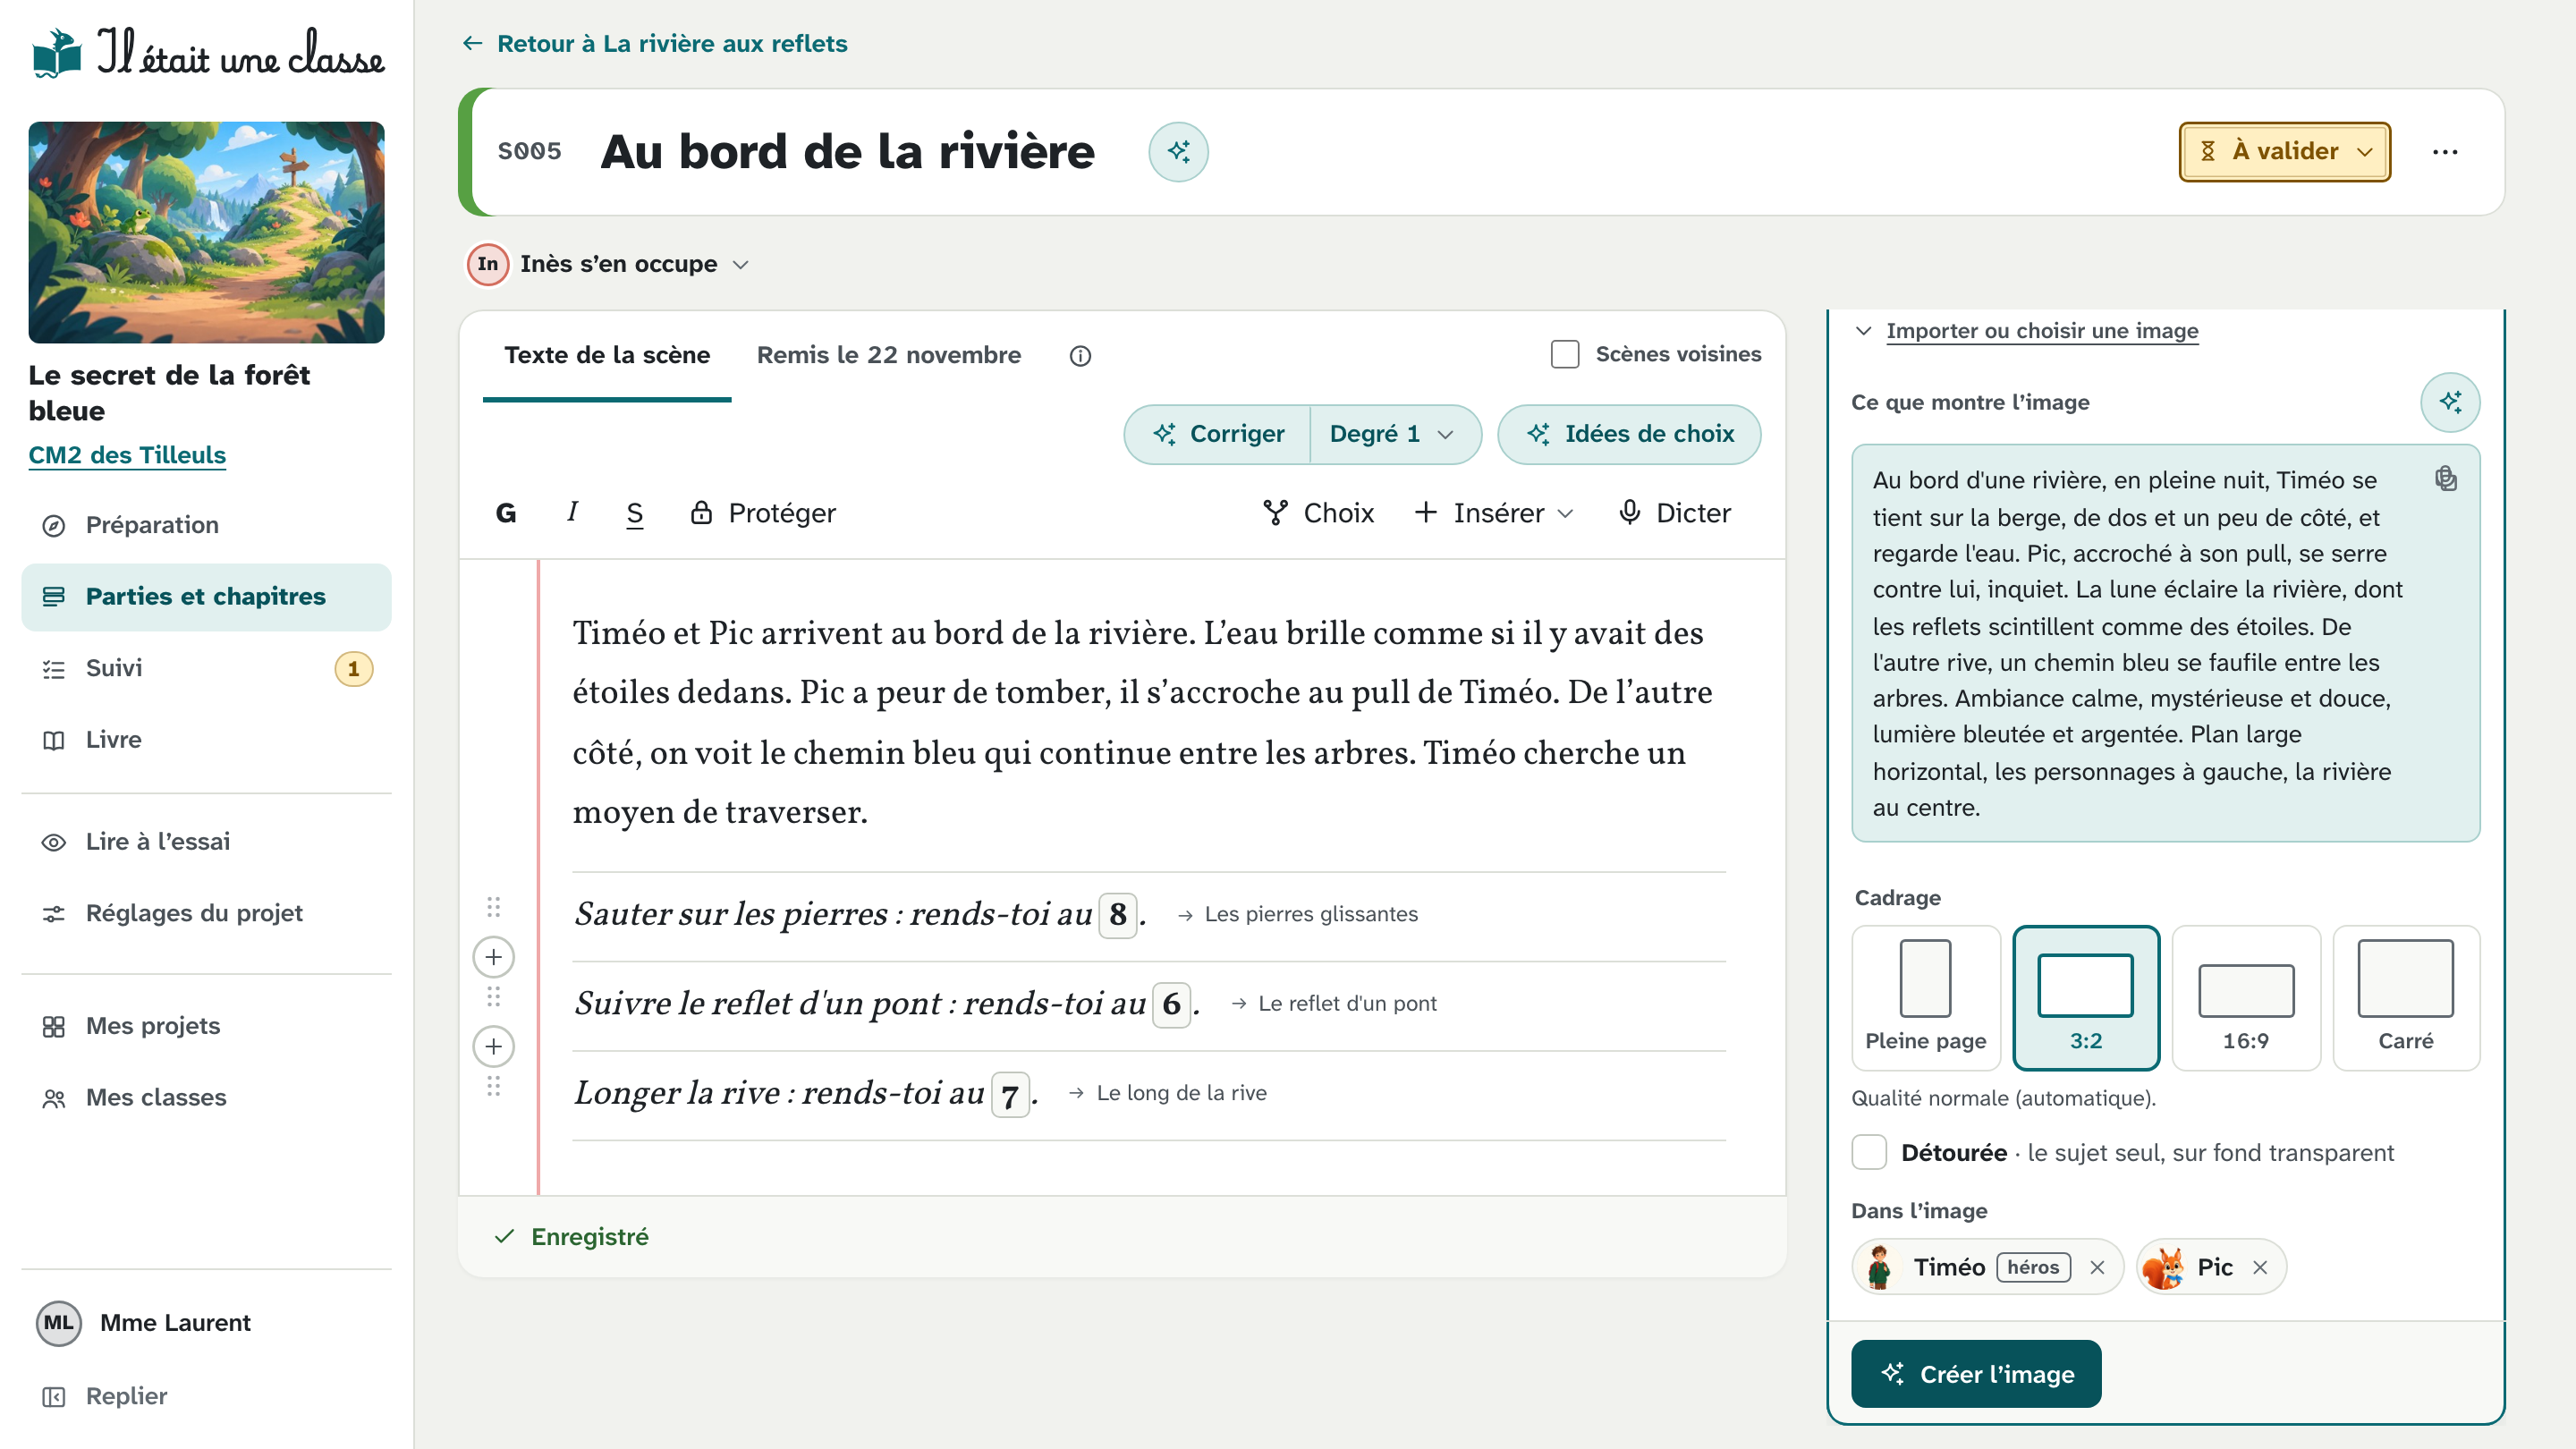 Il était une classe
Le secret de la forêt
bleue
CM2 des Tilleuls
Préparation
Parties et chapitres
Suivi
1
Livre
Lire à l’essai
Réglages du projet
Mes projets
Mes classes
ML
Mme Laurent
Replier
Retour à La rivière aux reflets
S005
Au bord de la rivière
À valider
In
Inès s’en occupe
Texte de la scène
Remis le 22 novembre
Scènes voisines
Corriger
Degré 1
Idées de choix
G
I
S
Protéger
Choix
Insérer
Dicter
Timéo et Pic arrivent au bord de la rivière. L’eau brille comme si il y avait des
étoiles dedans. Pic a peur de tomber, il s’accroche au pull de Timéo. De l’autre
côté, on voit le chemin bleu qui continue entre les arbres. Timéo cherche un
moyen de traverser.
Sauter sur les pierres : rends-toi au 8. → Les pierres glissantes
Suivre le reflet d'un pont : rends-toi au 6. → Le reflet d'un pont
Longer la rive : rends-toi au 7. → Le long de la rive
Enregistré
Importer ou choisir une image
Ce que montre l’image
Au bord d'une rivière, en pleine nuit, Timéo se
tient sur la berge, de dos et un peu de côté, et
regarde l'eau. Pic, accroché à son pull, se serre
contre lui, inquiet. La lune éclaire la rivière, dont
les reflets scintillent comme des étoiles. De
l'autre rive, un chemin bleu se faufile entre les
arbres. Ambiance calme, mystérieuse et douce,
lumière bleutée et argentée. Plan large
horizontal, les personnages à gauche, la rivière
au centre.
Cadrage
Pleine page
3:2
16:9
Carré
Qualité normale (automatique).
Détourée · le sujet seul, sur fond transparent
Dans l’image
Timéo héros
Pic
Créer l’image